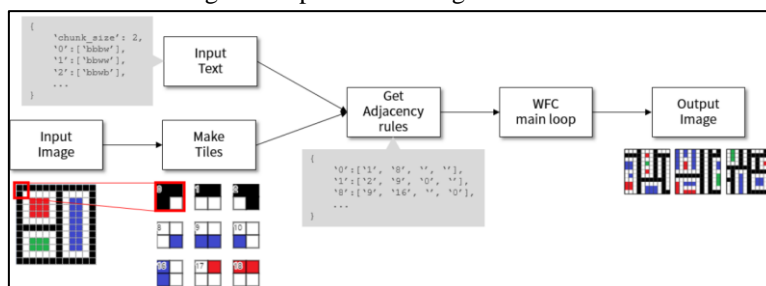 {
'chunk_size': 2,
'0':['bbbw'],
'1':['bbww'],
'2':['bbwb'],
...
}
Input
Text
Input
Image
Make
Tiles
Get
Adjacency
rules
WFC
main loop
Output
Image
{
'0':['1', '8', '', ''],
'1':['2', '9', '0', ''],
'8':['9', '16', '', '0'],
...
}
0 1 2
8 9 10
16 17 18